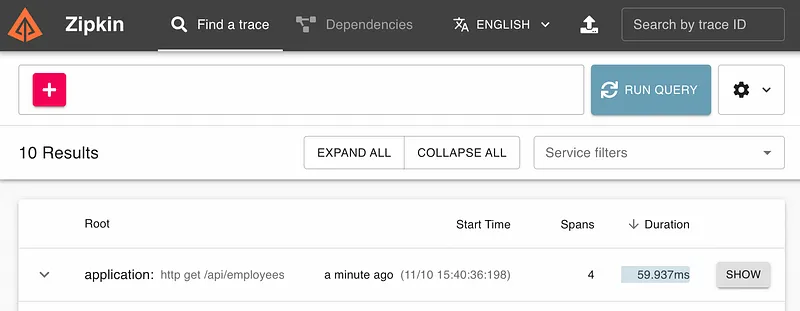 Zipkin Find a trace Dependencies ENGLISH Search by trace ID
RUN QUERY
10 Results EXPAND ALL COLLAPSE ALL Service filters
Root Start Time Spans Duration
application: http get /api/employees a minute ago (11/10 15:40:36:198) 4 59.937ms SHOW